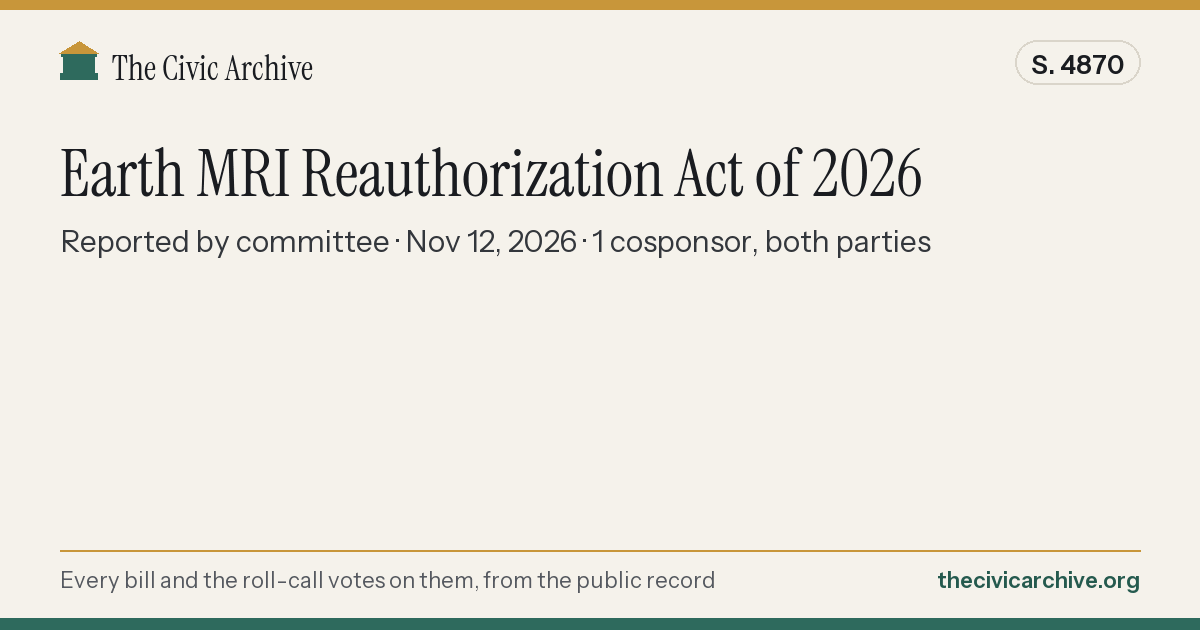 The Civic Archive
S. 4870
Earth MRI Reauthorization Act of 2026
Reported by committee · Nov 12, 2026 · 1 cosponsor, both parties
Every bill and the roll-call votes on them, from the public record
thecivicarchive.org